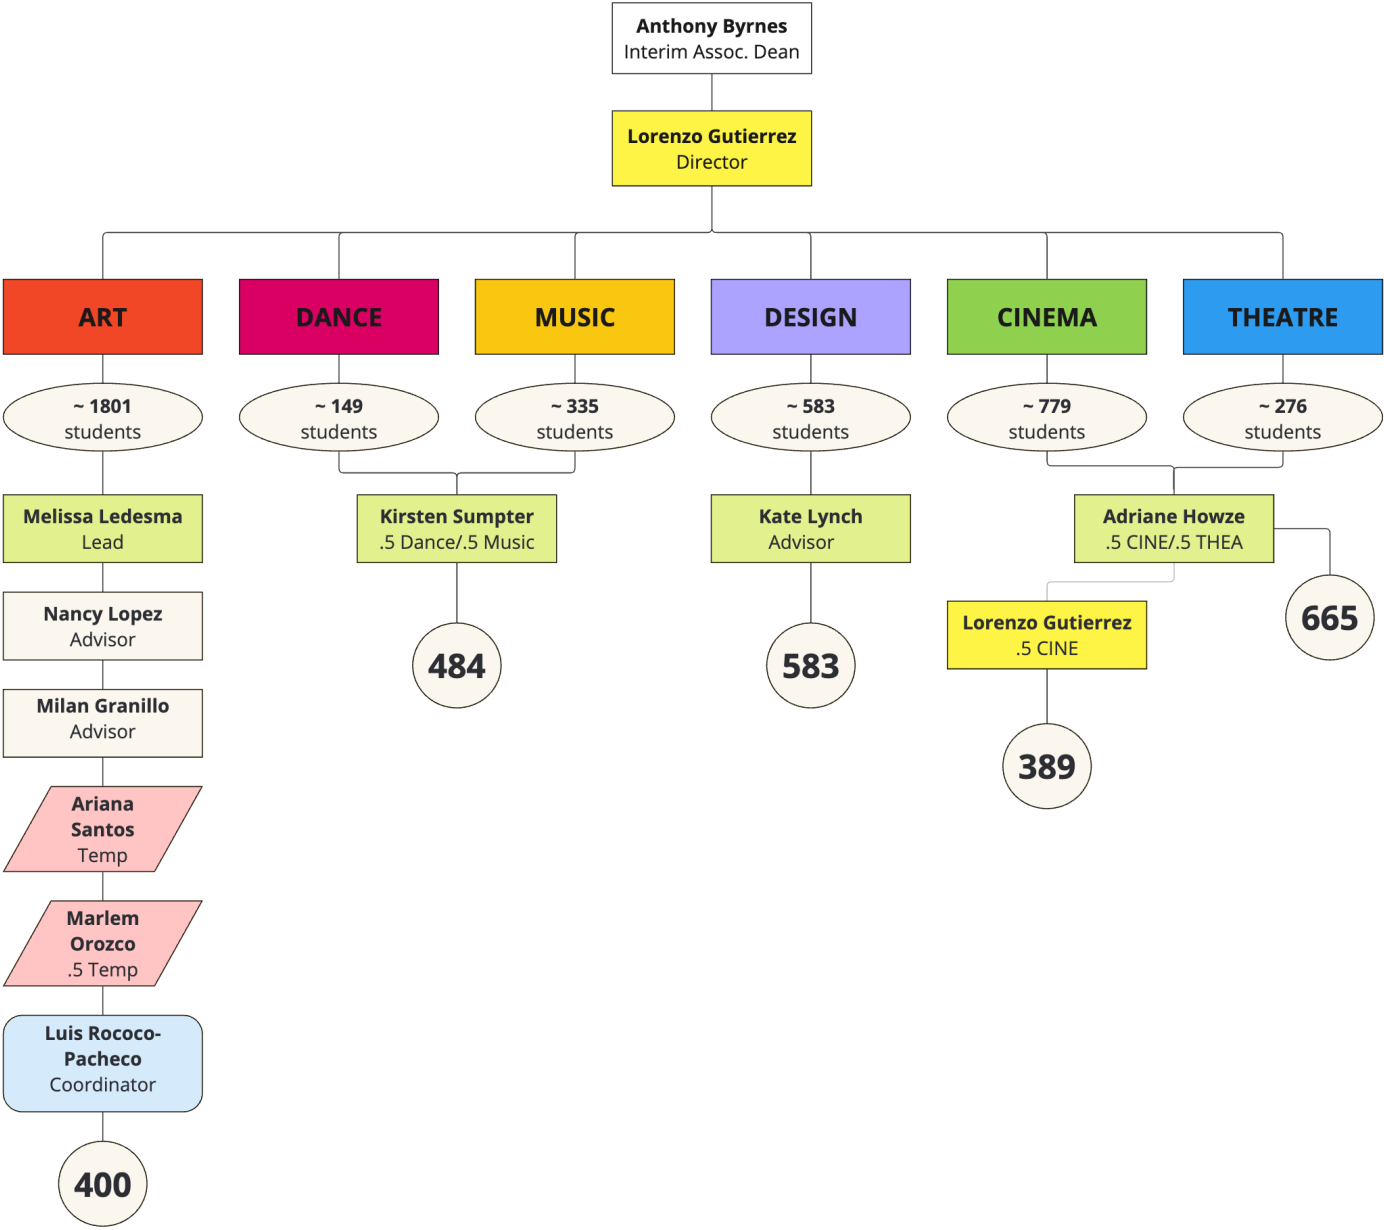 Anthony Byrnes
Interim Assoc. Dean
Lorenzo Gutierrez
Director
ART
DANCE
MUSIC
DESIGN
CINEMA
THEATRE
~ 1801
students
~ 149
students
~ 335
students
~ 583
students
~ 779
students
~ 276
students
Melissa Ledesma
Lead
Kirsten Sumpter
.5 Dance/.5 Music
Kate Lynch
Advisor
Adriane Howze
.5 CINE/.5 THEA
Nancy Lopez
Advisor
484
583
Lorenzo Gutierrez
.5 CINE
665
Milan Granillo
Advisor
389
Ariana
Santos
Temp
Marlem
Orozco
.5 Temp
Luis Rococo-
Pacheco
Coordinator
400